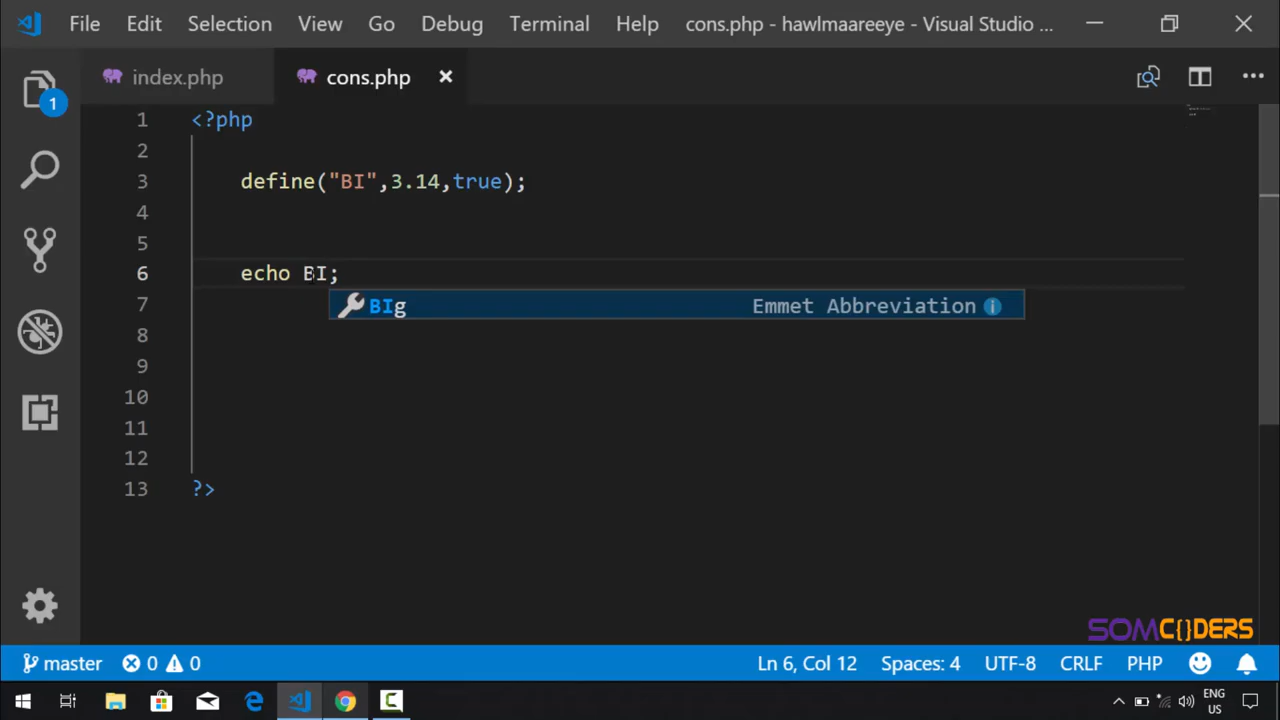 File Edit Selection View Go Debug Terminal Help cons.php - hawlmaareeye - Visual Studio ...
index.php cons.php
1
1 <?php
2
3 define("BI",3.14,true);
4
5
6 echo BI;
BIg Emmet Abbreviation
7
8
9
10
11
12
13 ?>
SOMC{}DERS
master 0 0 Ln 6, Col 12 Spaces: 4 UTF-8 CRLF PHP
ENG
US